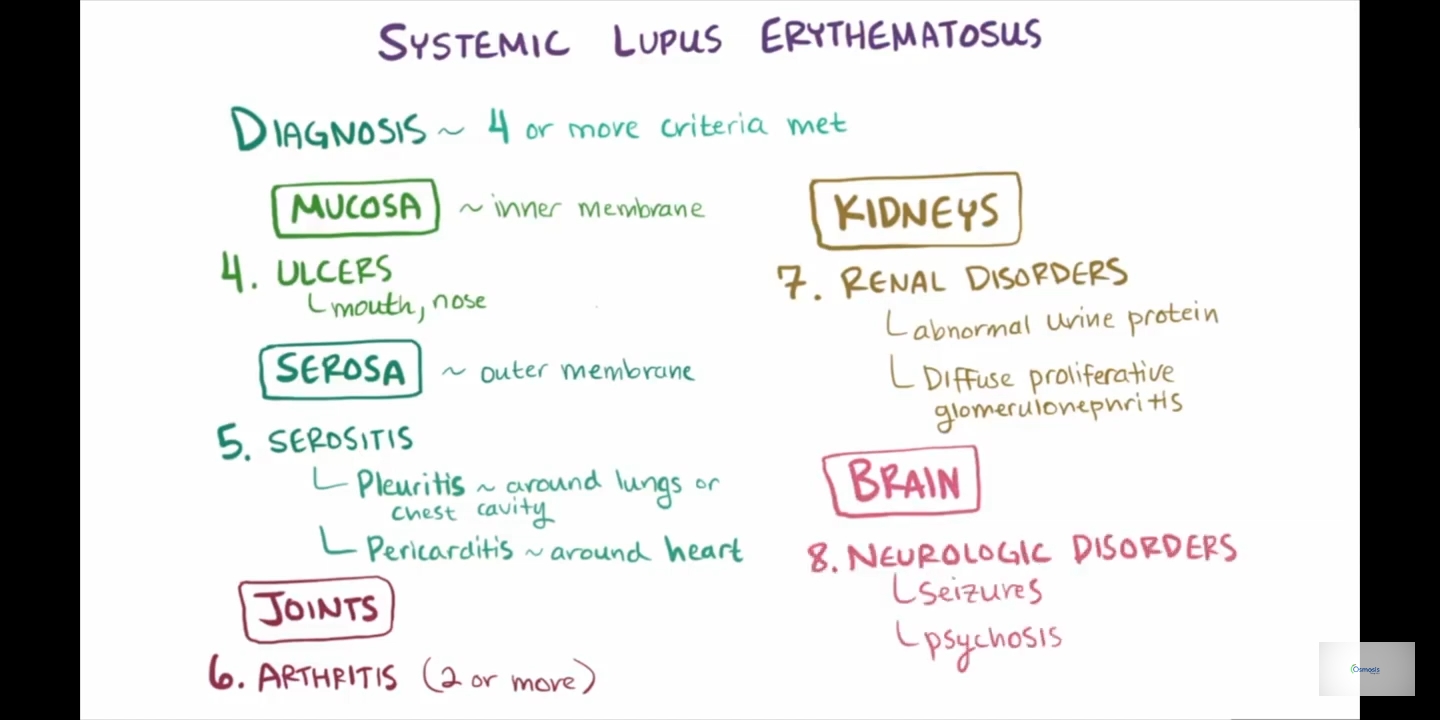 SYSTEMIC LUPUS ERYTHEMATOSUS
DIAGNOSIS ~ 4 or more criteria met
MUCOSA ~ inner membrane
4. ULCERS
mouth, nose
SEROSA ~ outer membrane
5. SEROSITIS
Pleuritis ~ around lungs or
chest cavity
Pericarditis ~ around heart
JOINTS
6. ARTHRITIS (2 or more)
KIDNEYS
7. RENAL DISORDERS
abnormal urine protein
Diffuse proliferative
glomerulonephritis
BRAIN
8. NEUROLOGIC DISORDERS
seizures
psychosis
Osmosis